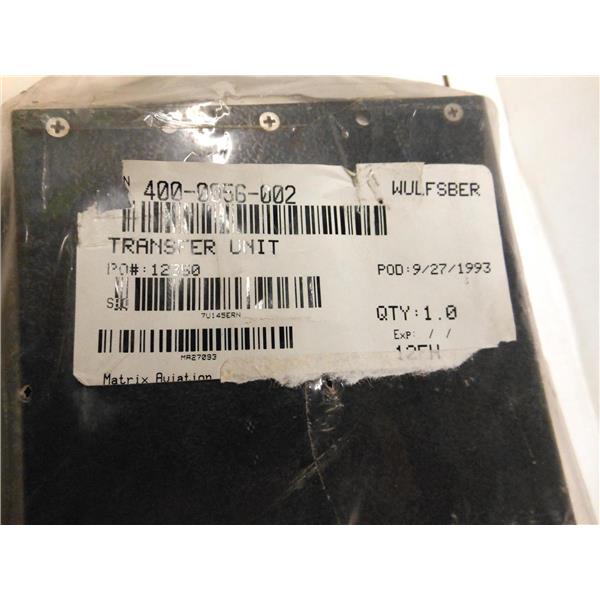 N 400-0056-002 WULFSBER
TRANSFER UNIT
PO#:12350 POD:9/27/1993
S
7U145ERN QTY:1.0
Exp: / /
MA27093
Matrix Aviation